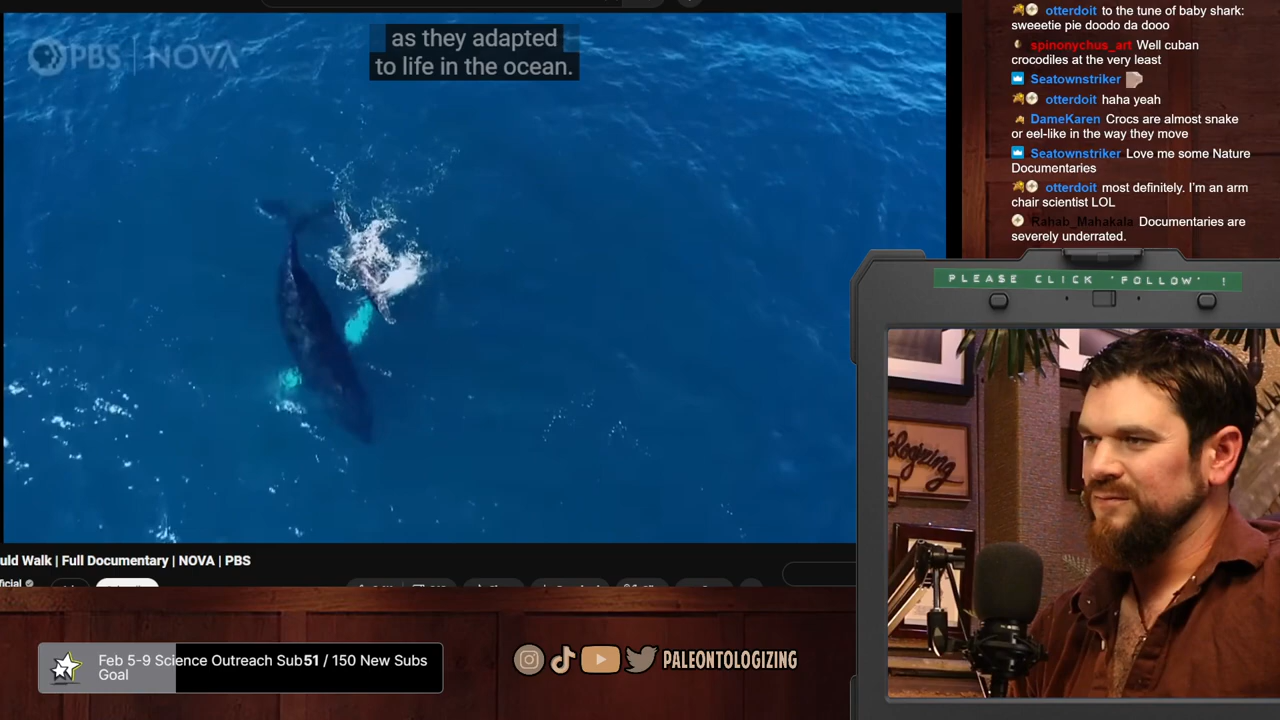 PBS NOVA
as they adapted
to life in the ocean.
otterdoit to the tune of baby shark:
sweeetie pie doodo da dooo
spinonychus_art Well cuban
crocodiles at the very least
Seatownstriker
otterdoit haha yeah
DameKaren Crocs are almost snake
or eel-like in the way they move
Seatownstriker Love me some Nature
Documentaries
otterdoit most definitely. I'm an arm
chair scientist LOL
Rahab_Mahakala Documentaries are
severely underrated.
PLEASE CLICK "FOLLOW" !
ologizing
uld Walk | Full Documentary | NOVA | PBS
ficial
Feb 5-9 Science Outreach Sub 51 / 150 New Subs
Goal
PALEONTOLOGIZING